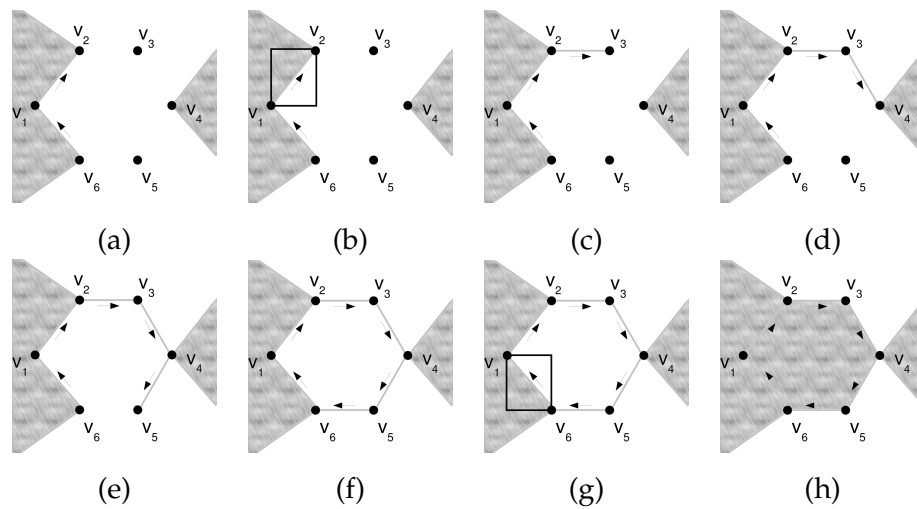 V2 V3 V2 V3 V2 V3 V2 V3
V1 V4 V1 V4 V1 V4 V1 V4
V6 V5 V6 V5 V6 V5 V6 V5
(a) (b) (c) (d)
V2 V3 V2 V3 V2 V3 V2 V3
V1 V4 V1 V4 V1 V4 V1 V4
V6 V5 V6 V5 V6 V5 V6 V5
(e) (f) (g) (h)